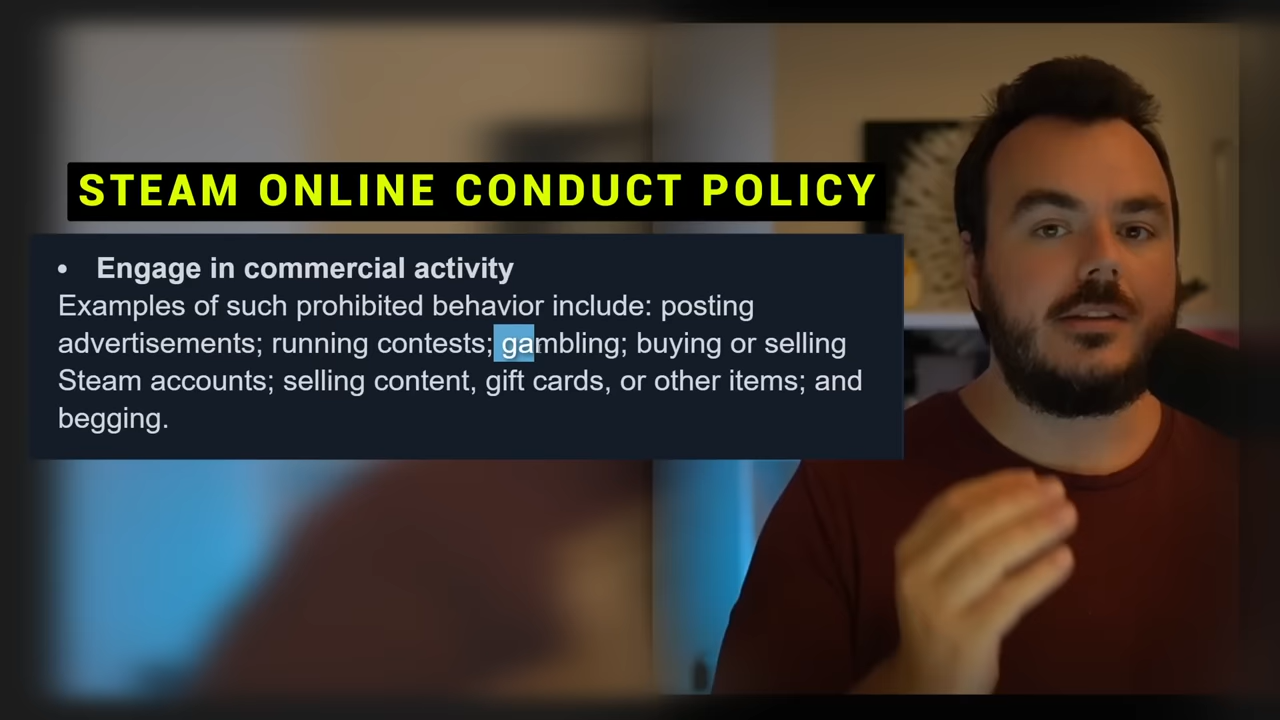 STEAM ONLINE CONDUCT POLICY
• Engage in commercial activity
Examples of such prohibited behavior include: posting
advertisements; running contests; gambling; buying or selling
Steam accounts; selling content, gift cards, or other items; and
begging.